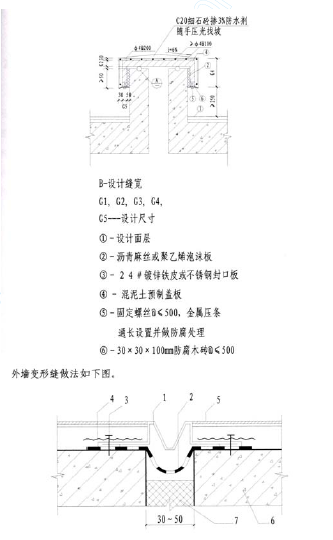 C20细石砼掺3%防水剂
随手压光找坡
B-设计缝宽
G1, G2, G3, G4,
G5---设计尺寸
①-设计面层
②-沥青麻丝或聚乙烯泡沫板
③-24#镀锌铁皮或不锈钢封口板
④-混泥土预制盖板
⑤-固定螺丝@≤500，金属压条
通长设置并做防腐处理
⑥-30×30×100mm防腐木砖@≤500
外墙变形缝做法如下图。
4 3 1 2 5
30~50
7
6